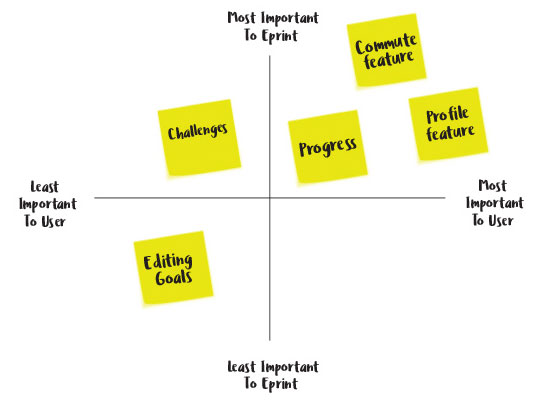 Most Important
To Eprint
Commute
feature
Challenges
Progress
Profile
feature
Least
Important
To User
Most
Important
To User
Editing
Goals
Least Important
To Eprint